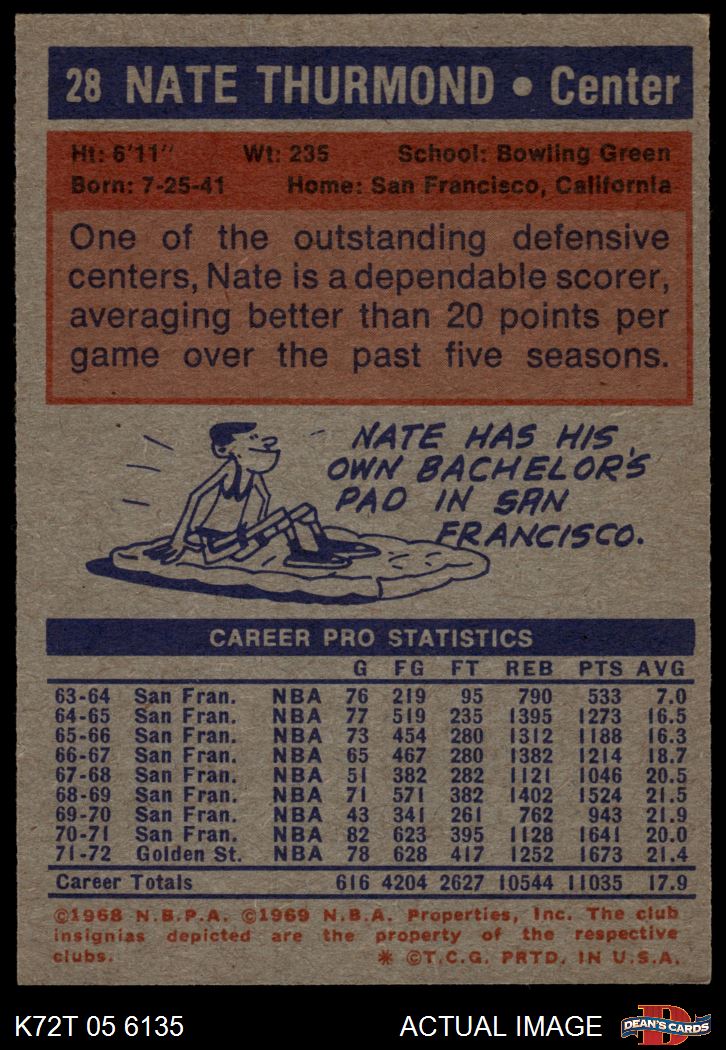 28 NATE THURMOND • Center
Ht: 6'11" Wt: 235 School: Bowling Green
Born: 7-25-41 Home: San Francisco, California
One of the outstanding defensive
centers, Nate is a dependable scorer,
averaging better than 20 points per
game over the past five seasons.
NATE HAS HIS
OWN BACHELOR'S
PAD IN SAN
FRANCISCO.
CAREER PRO STATISTICS
G FG FT REB PTS AVG
63-64 San Fran. NBA 76 219 95 790 533 7.0
64-65 San Fran. NBA 77 519 235 1395 1273 16.5
65-66 San Fran. NBA 73 454 280 1312 1188 16.3
66-67 San Fran. NBA 65 467 280 1382 1214 18.7
67-68 San Fran. NBA 51 382 282 1121 1046 20.5
68-69 San Fran. NBA 71 571 382 1402 1524 21.5
69-70 San Fran. NBA 43 341 261 762 943 21.9
70-71 San Fran. NBA 82 623 395 1128 1641 20.0
71-72 Golden St. NBA 78 628 417 1252 1673 21.4
Career Totals 616 4204 2627 10544 11035 17.9
©1968 N.B.P.A. ©1969 N.B.A. Properties, Inc. The club
insignias depicted are the property of the respective
clubs. * ©T.C.G. PRTD. IN U.S.A.
K72T 05 6135 ACTUAL IMAGE D DEAN'S CARDS